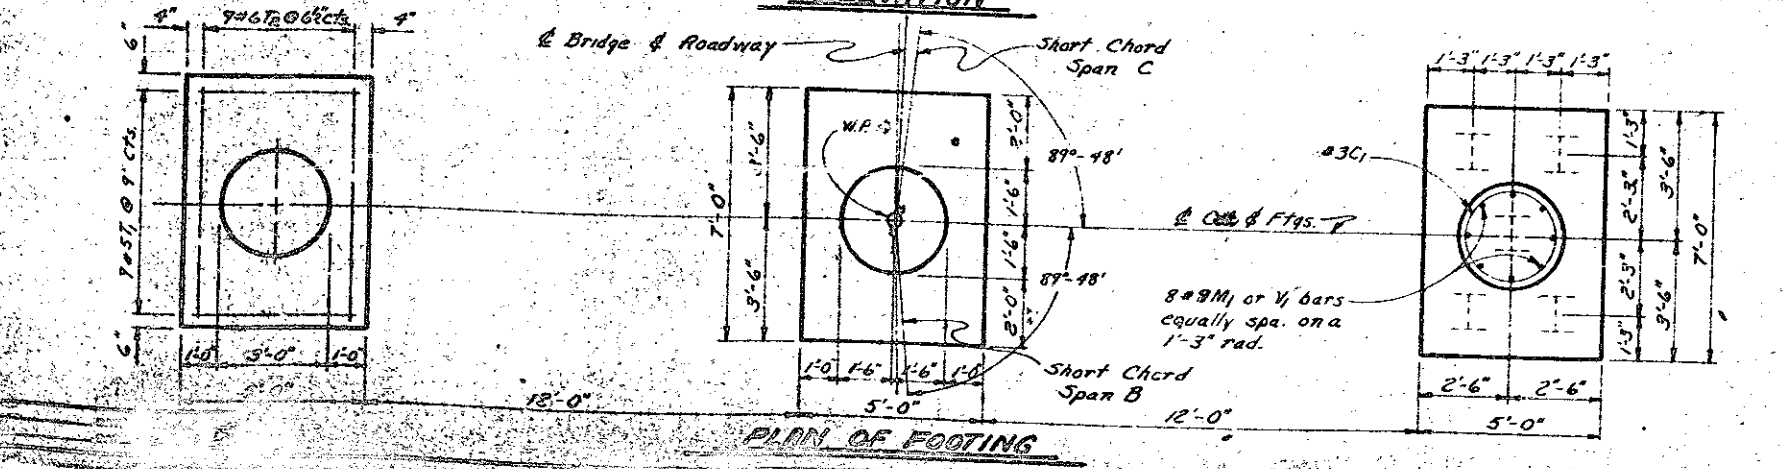 4"
9#6T2@6½"cts.
4"
6"
9#5T1 @ 9" cts.
6"
1'-0"
3'-0"
1'-0"
12'-0"
℄ Bridge & Roadway
Short Chord
Span C
W.P.
7'-0"
3'-6"
3'-6"
2'-0"
1'-6"
1'-6"
2'-0"
89°-48'
89°-48'
℄ & Ftgs.
1'-0"
1'-6"
1'-6"
1'-0"
5'-0"
Short Chord
Span B
12'-0"
1'-3"
1'-3"
1'-3"
1'-3"
#3C1
8#9M1 or V1 bars
equally spa. on a
1'-3" rad.
1'-3"
2'-3"
2'-3"
1'-3"
3'-6"
3'-6"
7'-0"
2'-6"
2'-6"
5'-0"
PLAN OF FOOTING